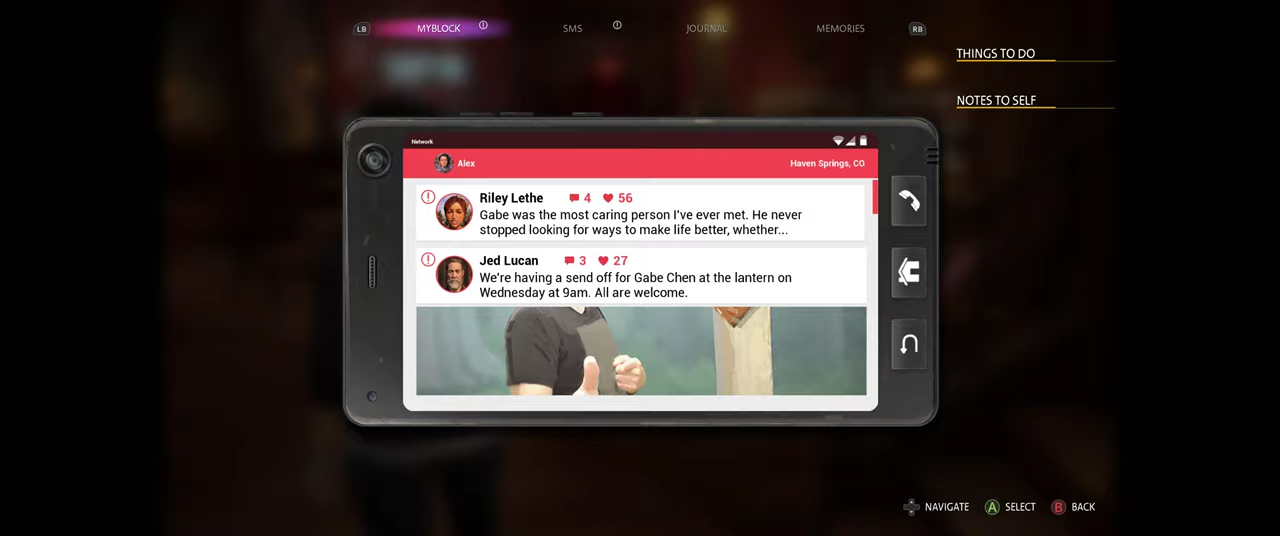 LB MYBLOCK SMS JOURNAL MEMORIES RB
THINGS TO DO
NOTES TO SELF
Network
Alex Haven Springs, CO
Riley Lethe 4 56
Gabe was the most caring person I've ever met. He never
stopped looking for ways to make life better, whether...
Jed Lucan 3 27
We're having a send off for Gabe Chen at the lantern on
Wednesday at 9am. All are welcome.
NAVIGATE A SELECT B BACK